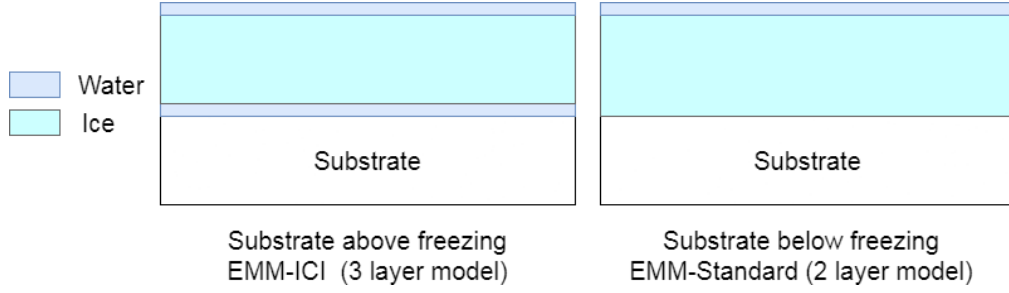 Water
Ice
Substrate
Substrate
Substrate above freezing
EMM-ICI (3 layer model)
Substrate below freezing
EMM-Standard (2 layer model)